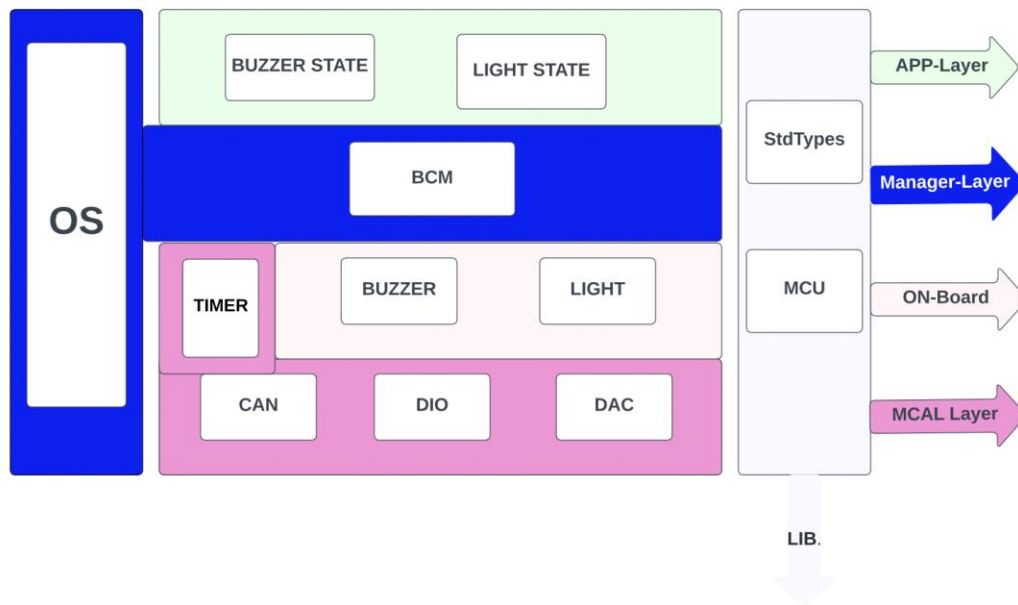 BUZZER STATE
LIGHT STATE
APP-Layer
StdTypes
OS
BCM
Manager-Layer
TIMER
BUZZER
LIGHT
MCU
ON-Board
CAN
DIO
DAC
MCAL Layer
LIB.